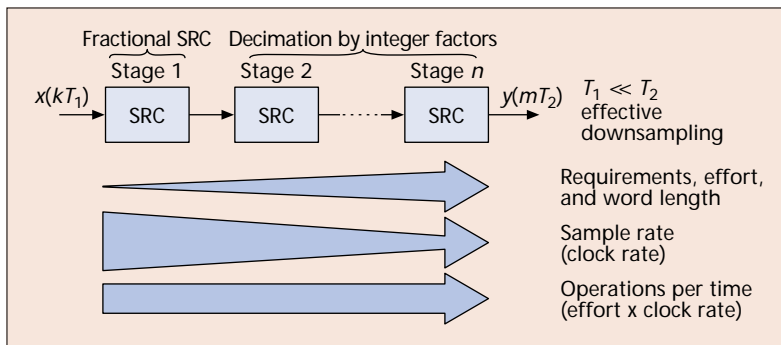 Fractional SRC
Decimation by integer factors
Stage 1
Stage 2
Stage n
x(kT₁)
SRC
SRC
SRC
y(mT₂)
T₁ ≪ T₂
effective
downsampling
Requirements, effort,
and word length
Sample rate
(clock rate)
Operations per time
(effort x clock rate)